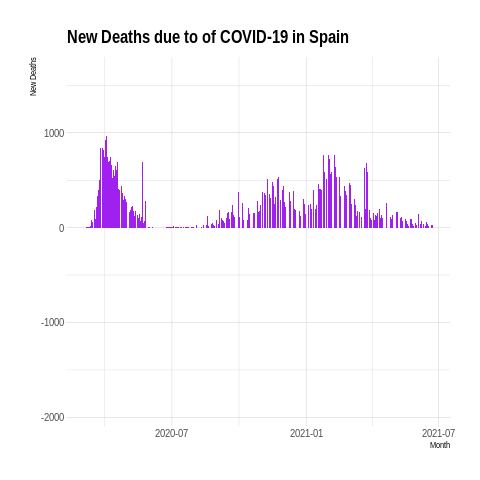 New Deaths due to of COVID-19 in Spain
New Deaths
1000
0
-1000
-2000
2020-07
2021-01
2021-07
Month